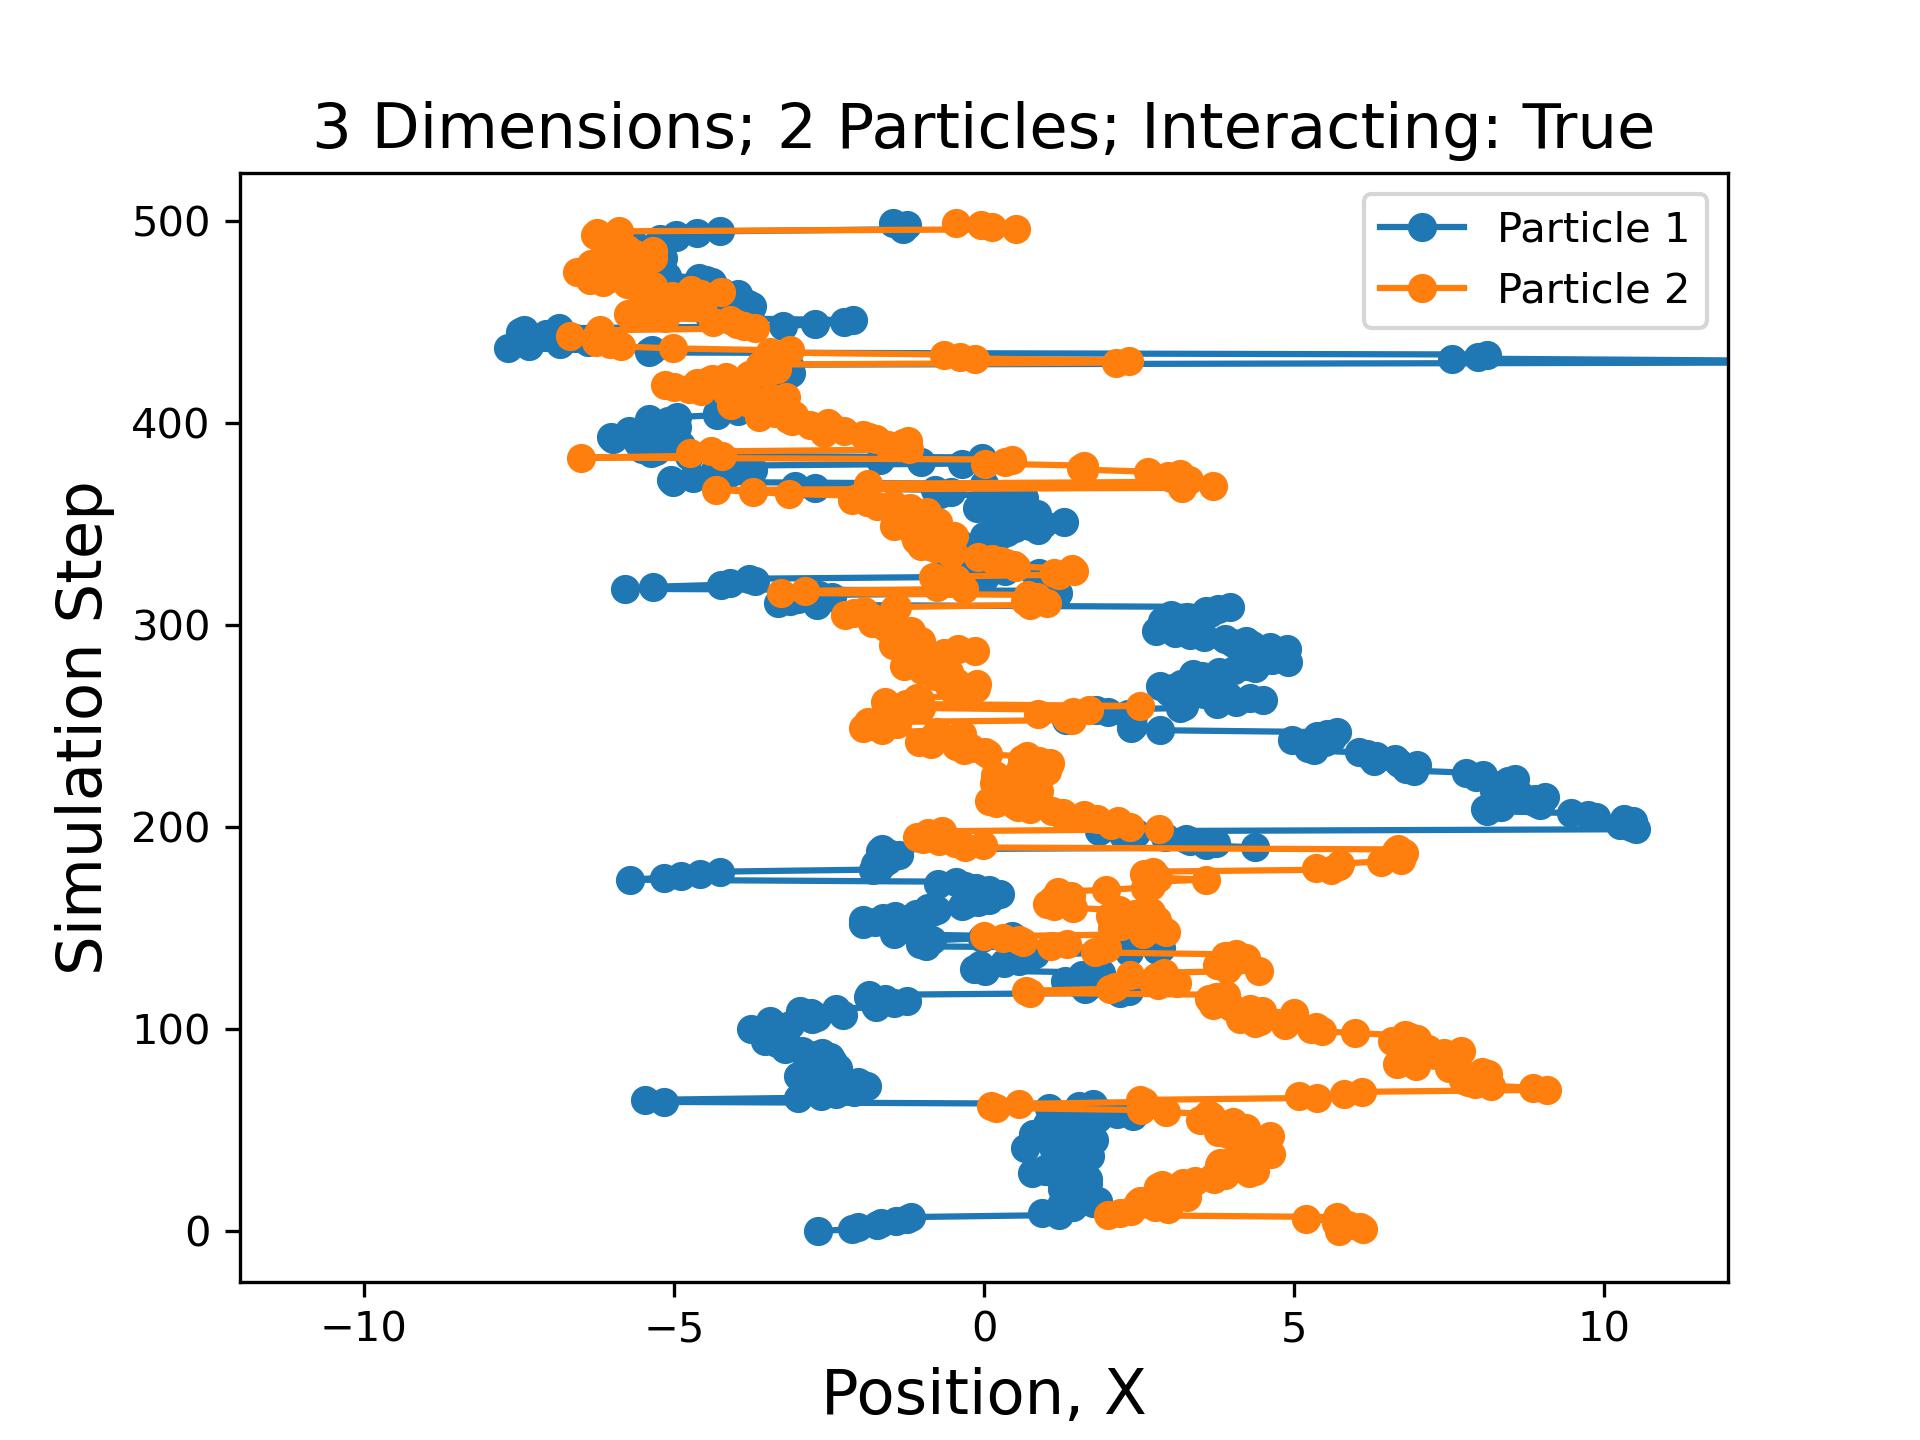 3 Dimensions; 2 Particles; Interacting: True
Particle 1
Particle 2
Simulation Step
500
400
300
200
100
0
−10
−5
0
5
10
Position, X